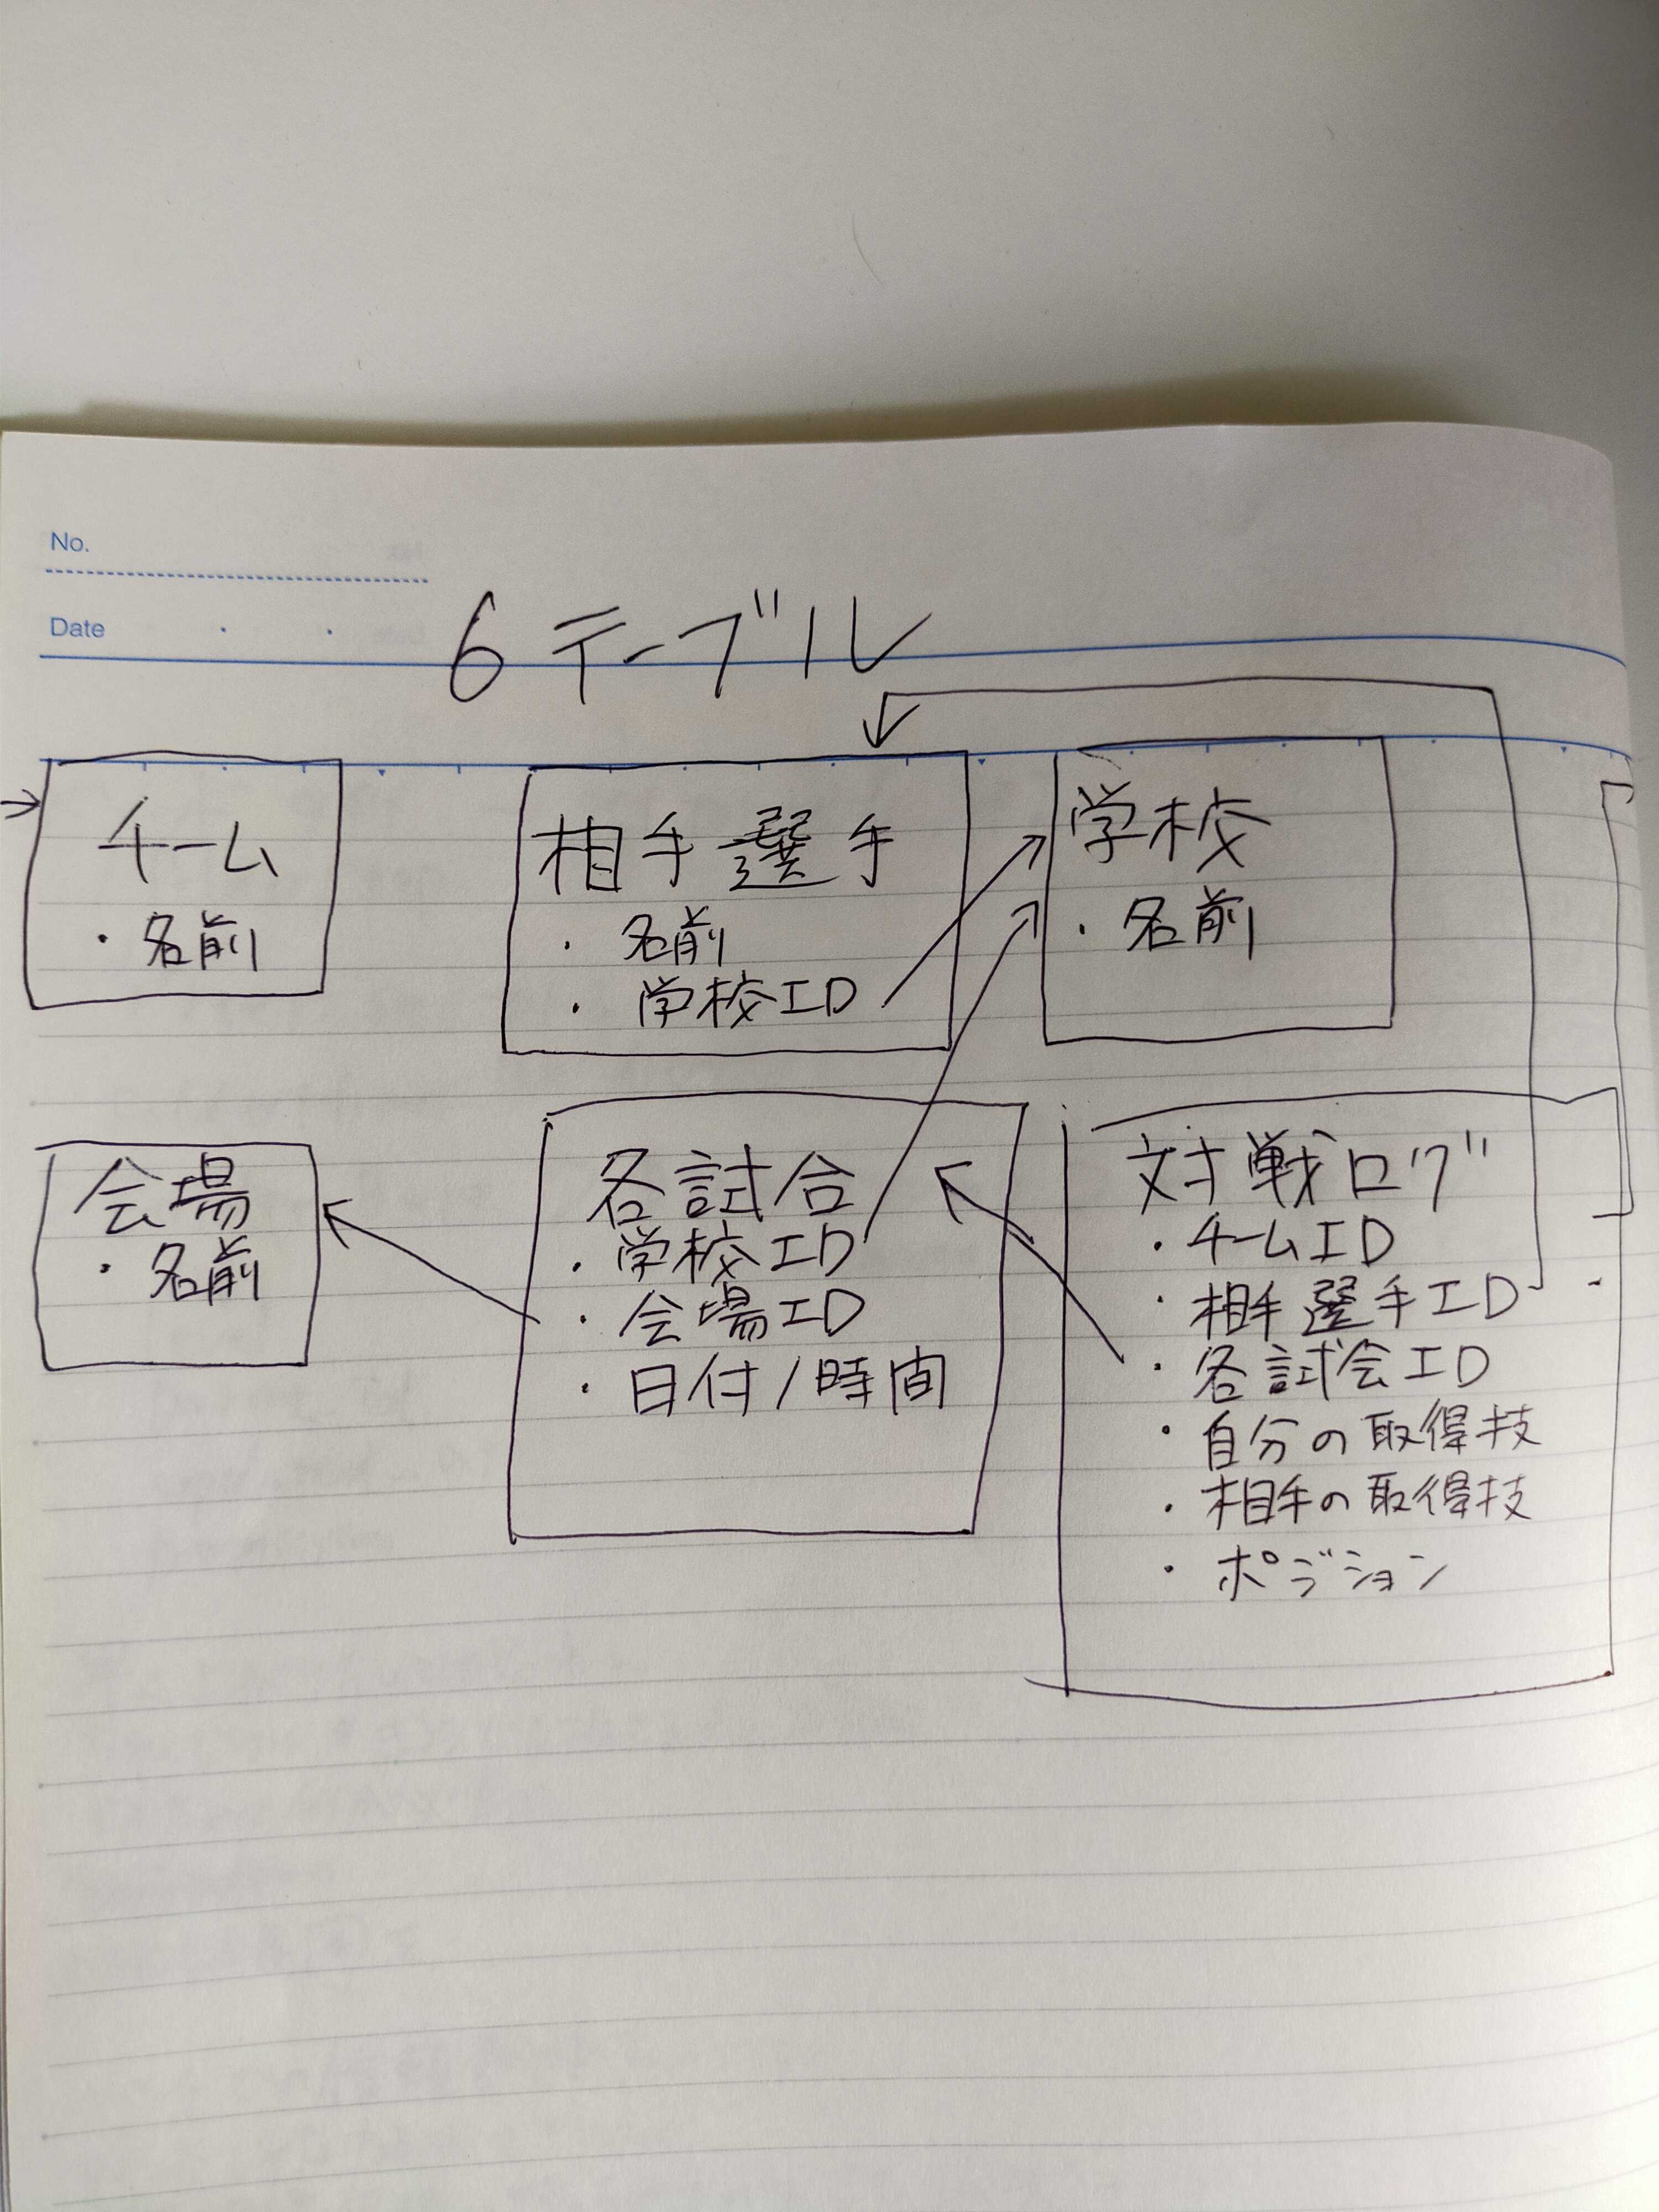 No.
Date
6テーブル
チーム
・名前
相手選手
・名前
・学校ID
学校
・名前
会場
・名前
各試合
・学校ID
・会場ID
・日付/時間
対戦ログ
・チームID
・相手選手ID
・各試会ID
・自分の取得技
・相手の取得技
・ポジション